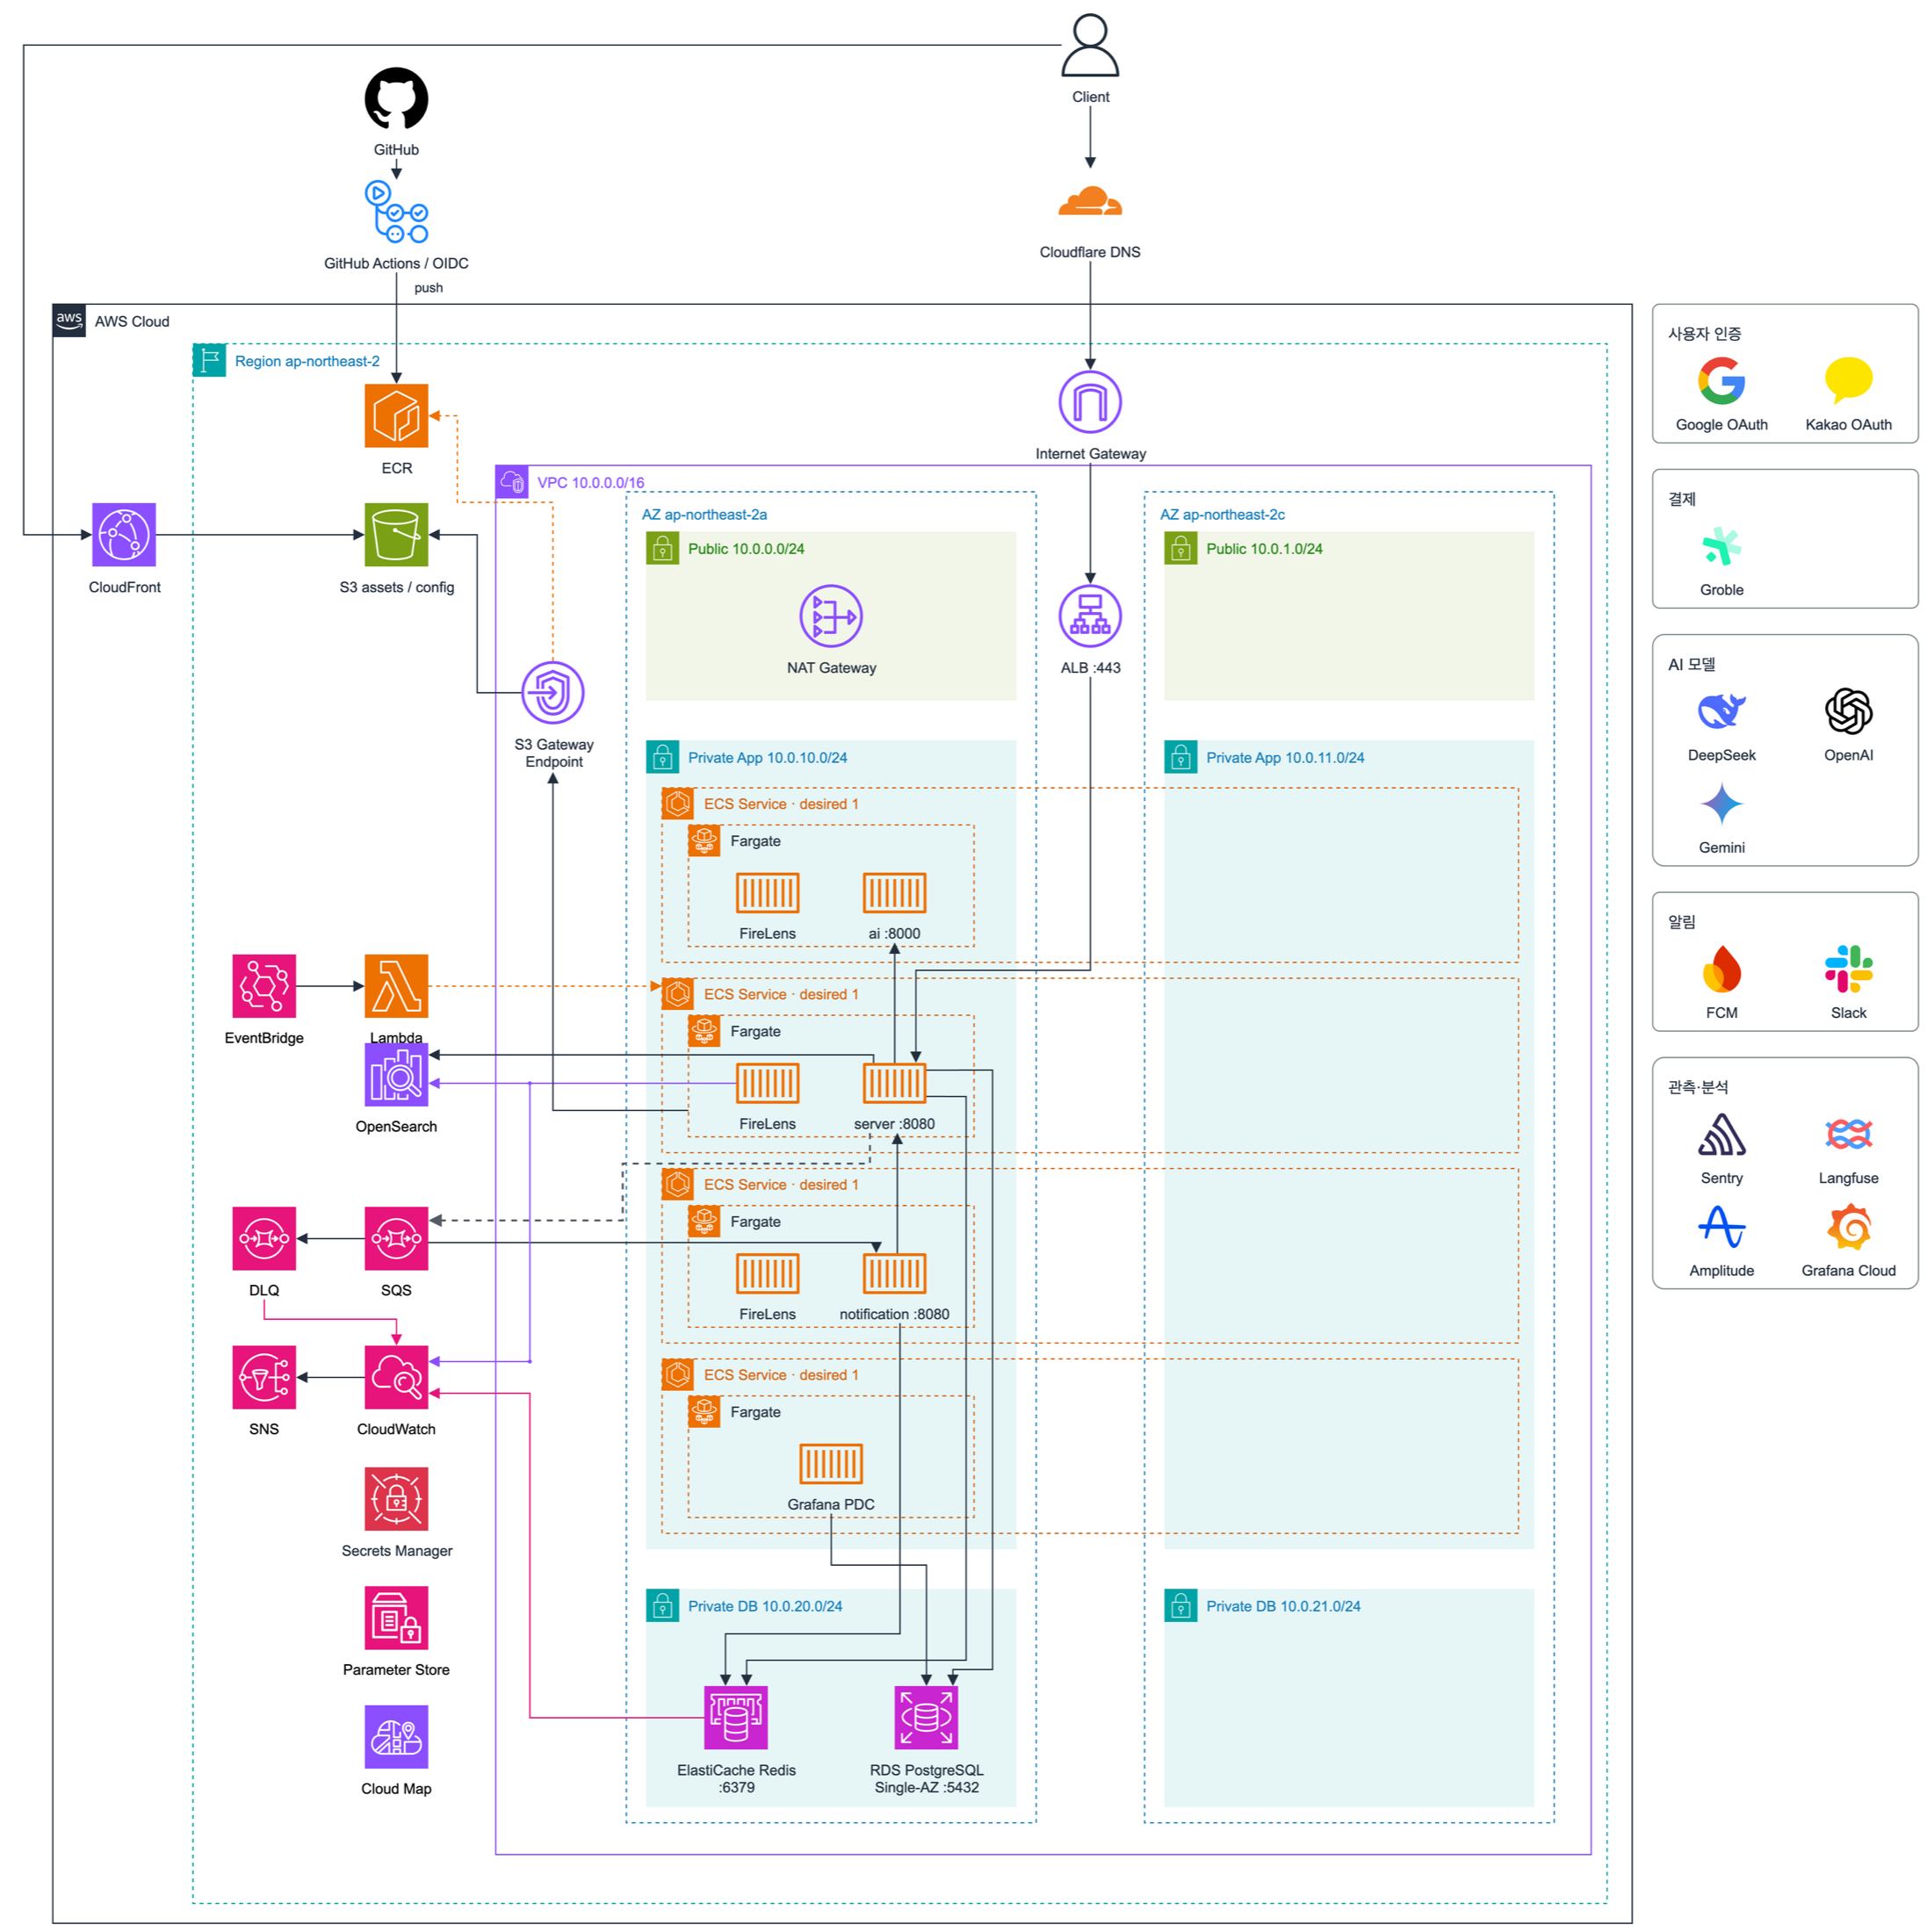 Client
GitHub
GitHub Actions / OIDC
push
Cloudflare DNS
aws
AWS Cloud
Region ap-northeast-2
ECR
Internet Gateway
VPC 10.0.0.0/16
CloudFront
S3 assets / config
AZ ap-northeast-2a
AZ ap-northeast-2c
Public 10.0.0.0/24
Public 10.0.1.0/24
NAT Gateway
ALB :443
S3 Gateway
Endpoint
Private App 10.0.10.0/24
Private App 10.0.11.0/24
ECS Service · desired 1
Fargate
FireLens
ai :8000
EventBridge
Lambda
ECS Service · desired 1
Fargate
FireLens
server :8080
OpenSearch
ECS Service · desired 1
Fargate
FireLens
notification :8080
DLQ
SQS
SNS
CloudWatch
ECS Service · desired 1
Fargate
Grafana PDC
Secrets Manager
Parameter Store
Cloud Map
Private DB 10.0.20.0/24
Private DB 10.0.21.0/24
ElastiCache Redis
:6379
RDS PostgreSQL
Single-AZ :5432
사용자 인증
Google OAuth
Kakao OAuth
결제
Groble
AI 모델
DeepSeek
OpenAI
Gemini
알림
FCM
Slack
관측·분석
Sentry
Langfuse
Amplitude
Grafana Cloud